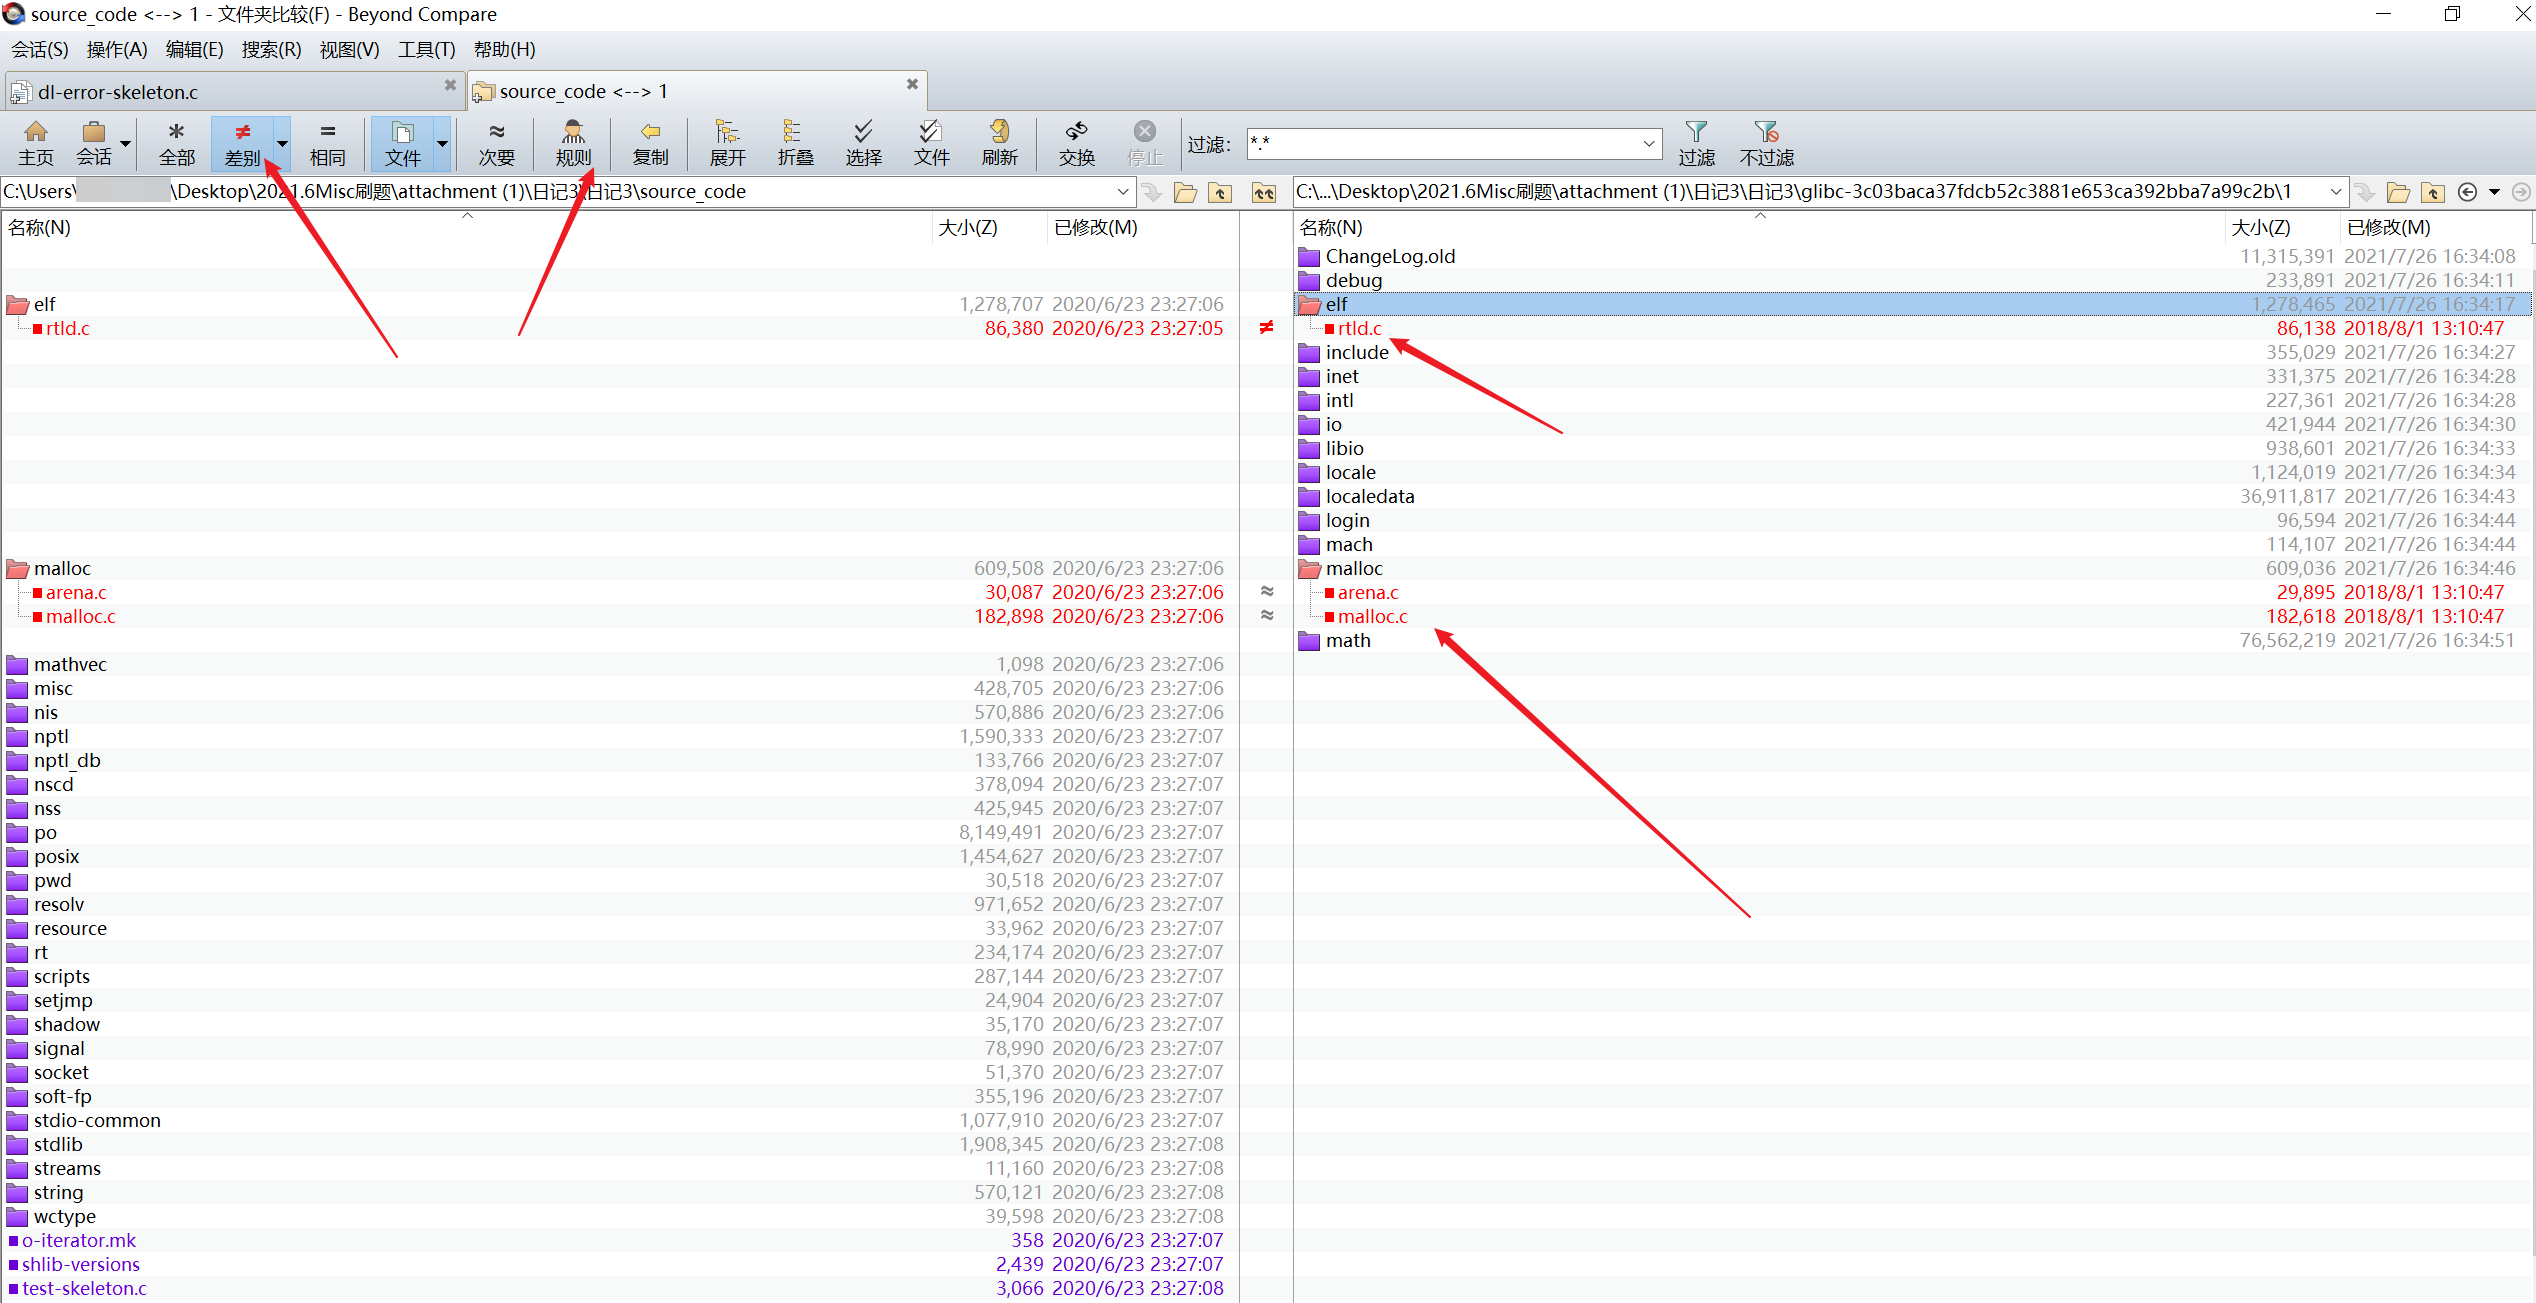 source_code <--> 1 - 文件夹比较(F) - Beyond Compare
会话(S) 操作(A) 编辑(E) 搜索(R) 视图(V) 工具(T) 帮助(H)
dl-error-skeleton.c source_code <--> 1
主页 会话 全部 差别 相同 文件 次要 规则 复制 展开 折叠 选择 文件 刷新 交换 停止 过滤: *.* 过滤 不过滤
C:\Users\ \Desktop\2021.6Misc刷题\attachment (1)\日记3\日记3\source_code C:\...\Desktop\2021.6Misc刷题\attachment (1)\日记3\日记3\glibc-3c03baca37fdcb52c3881e653ca392bba7a99c2b\1
名称(N) 大小(Z) 已修改(M) 名称(N) 大小(Z) 已修改(M)
ChangeLog.old 11,315,391 2021/7/26 16:34:08
debug 233,891 2021/7/26 16:34:11
elf 1,278,707 2020/6/23 23:27:06 elf 1,278,465 2021/7/26 16:34:17
rtld.c 86,380 2020/6/23 23:27:05 ≠ rtld.c 86,138 2018/8/1 13:10:47
include 355,029 2021/7/26 16:34:27
inet 331,375 2021/7/26 16:34:28
intl 227,361 2021/7/26 16:34:28
io 421,944 2021/7/26 16:34:30
libio 938,601 2021/7/26 16:34:33
locale 1,124,019 2021/7/26 16:34:34
localedata 36,911,817 2021/7/26 16:34:43
login 96,594 2021/7/26 16:34:44
mach 114,107 2021/7/26 16:34:44
malloc 609,508 2020/6/23 23:27:06 malloc 609,036 2021/7/26 16:34:46
arena.c 30,087 2020/6/23 23:27:06 ≈ arena.c 29,895 2018/8/1 13:10:47
malloc.c 182,898 2020/6/23 23:27:06 ≈ malloc.c 182,618 2018/8/1 13:10:47
math 76,562,219 2021/7/26 16:34:51
mathvec 1,098 2020/6/23 23:27:06
misc 428,705 2020/6/23 23:27:06
nis 570,886 2020/6/23 23:27:06
nptl 1,590,333 2020/6/23 23:27:07
nptl_db 133,766 2020/6/23 23:27:07
nscd 378,094 2020/6/23 23:27:07
nss 425,945 2020/6/23 23:27:07
po 8,149,491 2020/6/23 23:27:07
posix 1,454,627 2020/6/23 23:27:07
pwd 30,518 2020/6/23 23:27:07
resolv 971,652 2020/6/23 23:27:07
resource 33,962 2020/6/23 23:27:07
rt 234,174 2020/6/23 23:27:07
scripts 287,144 2020/6/23 23:27:07
setjmp 24,904 2020/6/23 23:27:07
shadow 35,170 2020/6/23 23:27:07
signal 78,990 2020/6/23 23:27:07
socket 51,370 2020/6/23 23:27:07
soft-fp 355,196 2020/6/23 23:27:07
stdio-common 1,077,910 2020/6/23 23:27:07
stdlib 1,908,345 2020/6/23 23:27:08
streams 11,160 2020/6/23 23:27:08
string 570,121 2020/6/23 23:27:08
wctype 39,598 2020/6/23 23:27:08
o-iterator.mk 358 2020/6/23 23:27:07
shlib-versions 2,439 2020/6/23 23:27:07
test-skeleton.c 3,066 2020/6/23 23:27:08